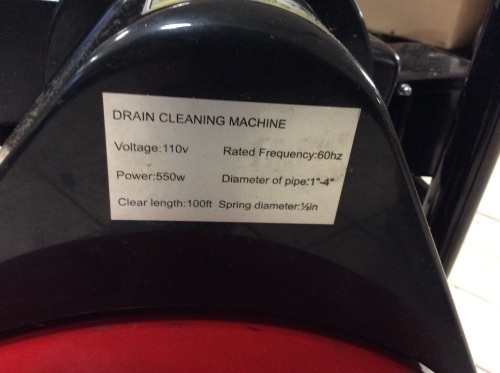 DRAIN CLEANING MACHINE
Voltage:110v Rated Frequency:60hz
Power:550w Diameter of pipe:1"-4"
Clear length:100ft Spring diameter:½in